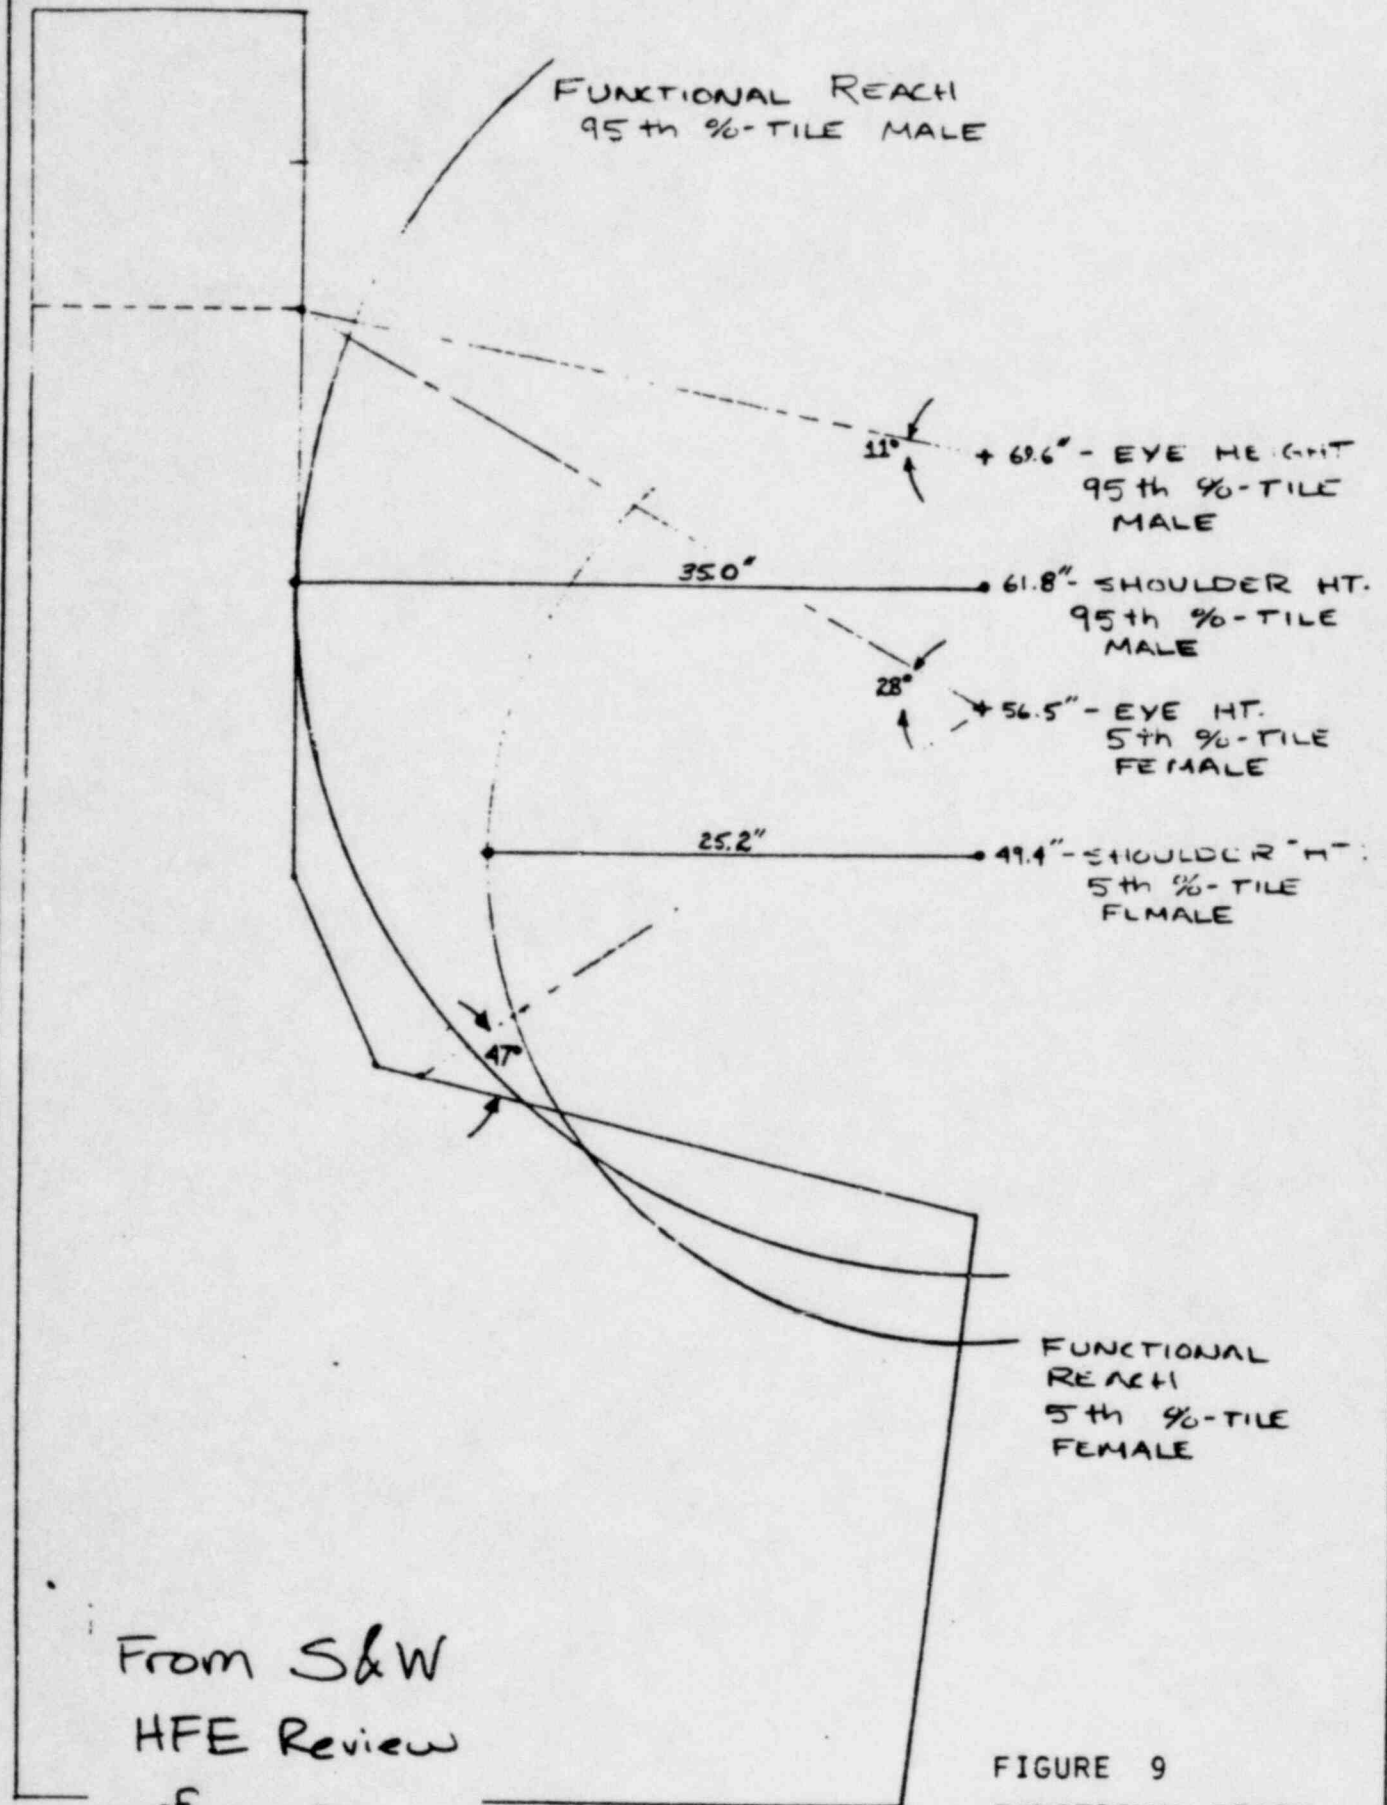 FUNCTIONAL REACH
95th %-TILE MALE
11°
+ 69.6" - EYE HEIGHT
95th %-TILE
MALE
35.0"
61.8" - SHOULDER HT.
95th %-TILE
MALE
28°
+ 56.5" - EYE HT.
5th %-TILE
FEMALE
25.2"
49.4" - SHOULDER HT.
5th %-TILE
FEMALE
47°
FUNCTIONAL
REACH
5th %-TILE
FEMALE
From S&W
HFE Review
FIGURE 9